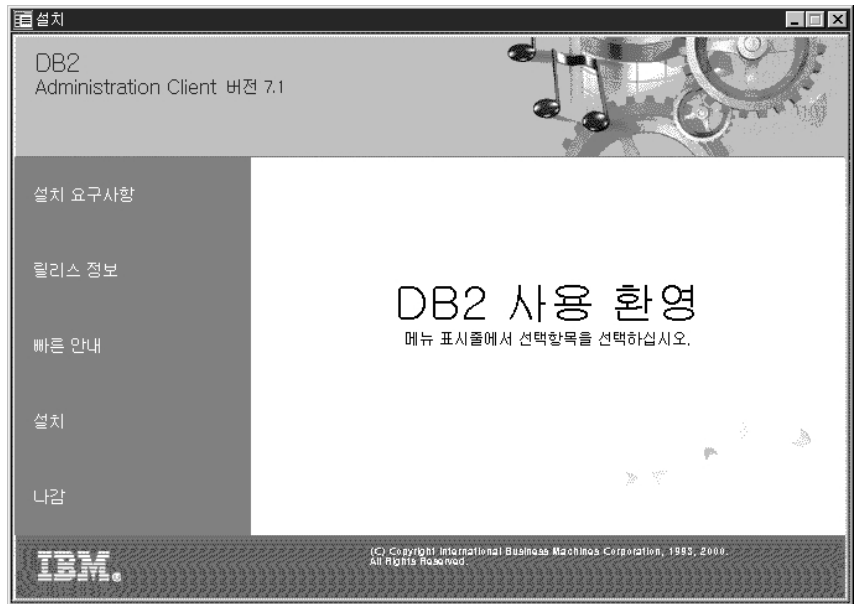 설치
DB2
Administration Client 버전 7.1
설치 요구사항
릴리스 정보
빠른 안내
설치
나감
DB2 사용 환영
메뉴 표시줄에서 선택항목을 선택하십시오.
IBM®
(C) Copyright International Business Machines Corporation, 1993, 2000.
All Rights Reserved.